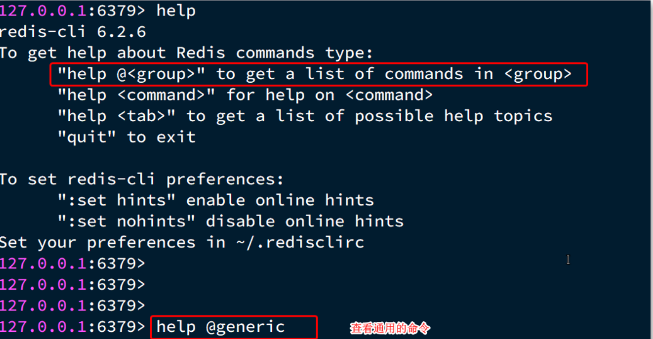 127.0.0.1:6379> help
redis-cli 6.2.6
To get help about Redis commands type:
"help @<group>" to get a list of commands in <group>
"help <command>" for help on <command>
"help <tab>" to get a list of possible help topics
"quit" to exit
To set redis-cli preferences:
":set hints" enable online hints
":set nohints" disable online hints
Set your preferences in ~/.redisclirc
127.0.0.1:6379>
127.0.0.1:6379>
127.0.0.1:6379>
127.0.0.1:6379> help @generic 查看通用的命令